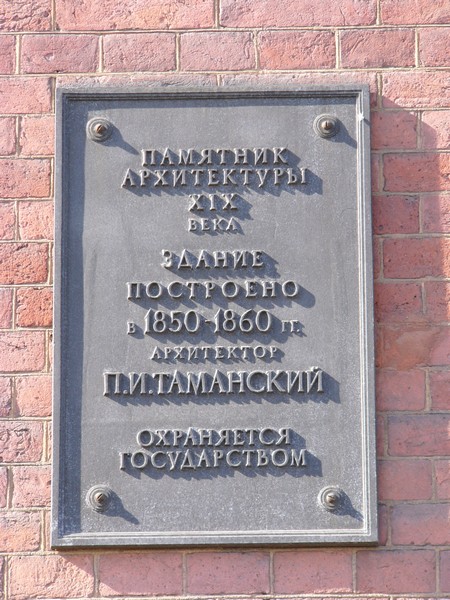 ПАМЯТНИК
АРХИТЕКТУРЫ
XIX
ВЕКА
ЗДАНИЕ
ПОСТРОЕНО
в 1850-1860 гг.
АРХИТЕКТОР
П.И.ТАМАНСКИЙ
ОХРАНЯЕТСЯ
ГОСУДАРСТВОМ